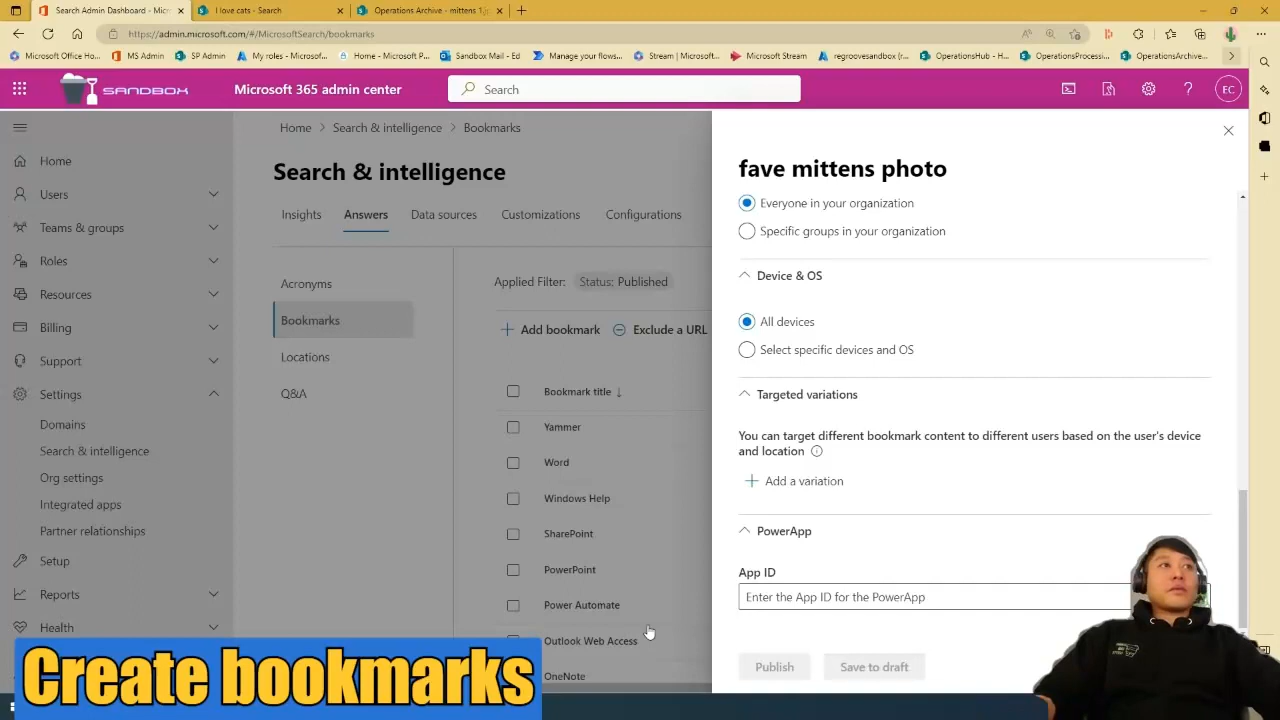 Search Admin Dashboard - Micros
I love.cats - Search
Operations Archive - mittens 1
https://admin.microsoft.com/#/MicrosoftSearch/bookmarks
Microsoft Office Ho...
MS Admin
SP Admin
My roles - Microsoft...
Home - Microsoft P...
Sandbox Mail - Ed
Manage your flows...
Stream | Microsoft...
Microsoft Stream
regroovesandbox (r...
OperationsHub - H...
OperationsProcessi...
OperationsArchive...
SANDBOX
Microsoft 365 admin center
Search
EC
Home > Search & intelligence > Bookmarks
Search & intelligence
Insights
Answers
Data sources
Customizations
Configurations
Home
Users
Teams & groups
Roles
Resources
Billing
Support
Settings
Domains
Search & intelligence
Org settings
Integrated apps
Partner relationships
Setup
Reports
Health
Acronyms
Bookmarks
Locations
Q&A
Applied Filter: Status: Published
Add bookmark
Exclude a URL
Bookmark title ↓
Yammer
Word
Windows Help
SharePoint
PowerPoint
Power Automate
Outlook Web Access
OneNote
fave mittens photo
Everyone in your organization
Specific groups in your organization
Device & OS
All devices
Select specific devices and OS
Targeted variations
You can target different bookmark content to different users based on the user's device
and location
Add a variation
PowerApp
App ID
Enter the App ID for the PowerApp
Publish
Save to draft
Create bookmarks